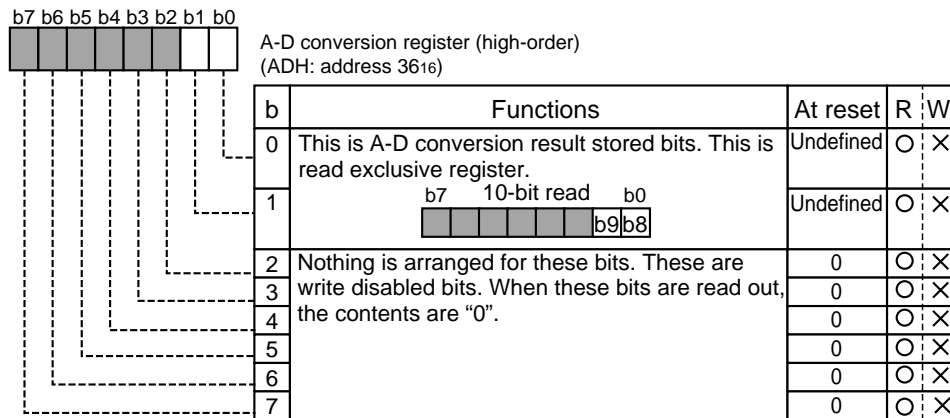 b7 b6 b5 b4 b3 b2 b1 b0
A-D conversion register (high-order)
(ADH: address 3616)
b Functions At reset R W
0 This is A-D conversion result stored bits. This is Undefined O ×
read exclusive register.
b7 10-bit read b0
1 Undefined O ×
b9 b8
2 Nothing is arranged for these bits. These are 0 O ×
3 write disabled bits. When these bits are read out, 0 O ×
4 the contents are “0”. 0 O ×
5 0 O ×
6 0 O ×
7 0 O ×